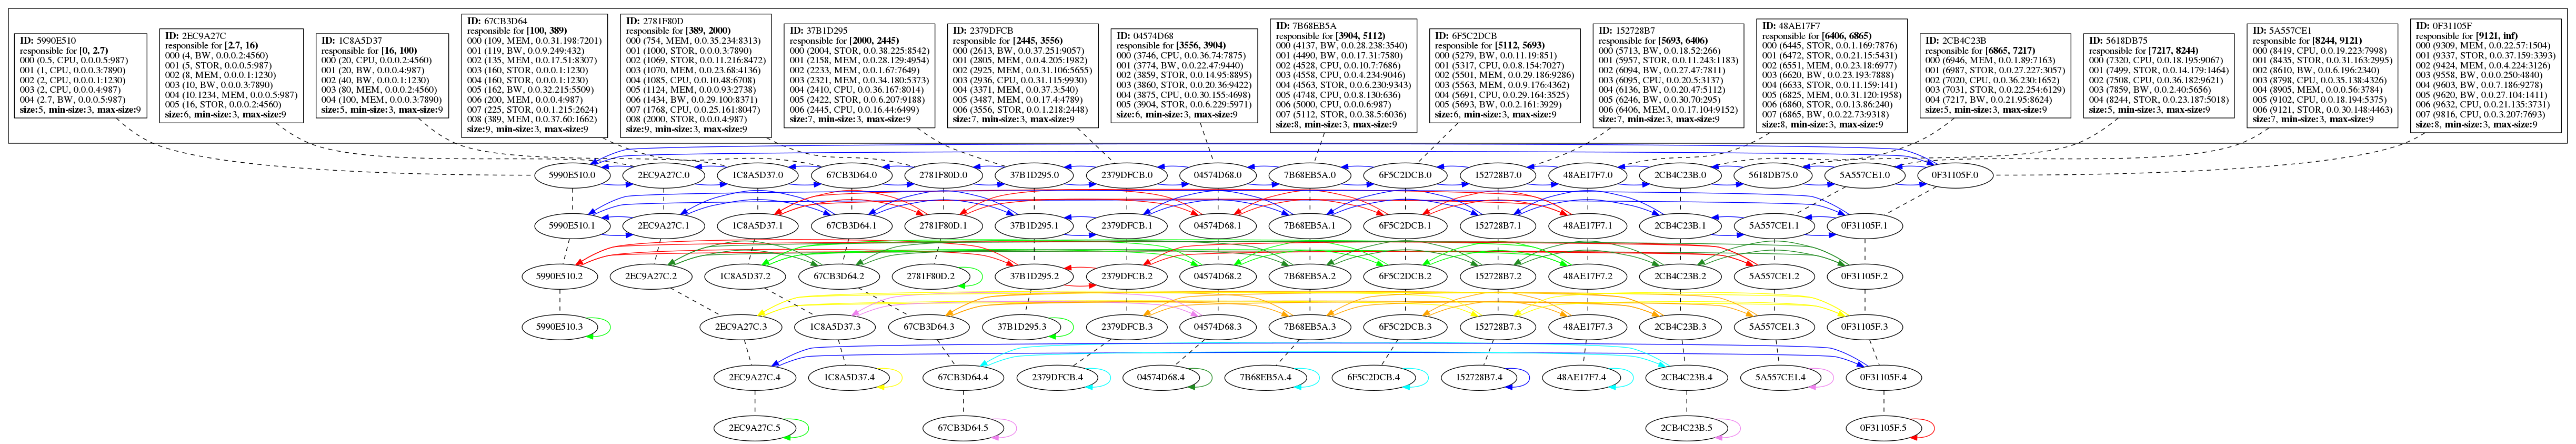 ID: 5990E510
responsible for [0, 2.7)
000 (0.5, CPU, 0.0.0.5:987)
001 (1, CPU, 0.0.0.3:7890)
002 (2, CPU, 0.0.0.1:1230)
003 (2, CPU, 0.0.0.4:987)
004 (2.7, BW, 0.0.0.5:987)
size:5, min-size:3, max-size:9
ID: 2EC9A27C
responsible for [2.7, 16)
000 (4, BW, 0.0.0.2:4560)
001 (5, STOR, 0.0.0.5:987)
002 (8, MEM, 0.0.0.1:1230)
003 (10, BW, 0.0.0.3:7890)
004 (10.1234, MEM, 0.0.0.5:987)
005 (16, STOR, 0.0.0.2:4560)
size:6, min-size:3, max-size:9
ID: 1C8A5D37
responsible for [16, 100)
000 (20, CPU, 0.0.0.2:4560)
001 (20, BW, 0.0.0.4:987)
002 (40, BW, 0.0.0.1:1230)
003 (80, MEM, 0.0.0.2:4560)
004 (100, MEM, 0.0.0.3:7890)
size:5, min-size:3, max-size:9
ID: 67CB3D64
responsible for [100, 389)
000 (109, MEM, 0.0.31.198:7201)
001 (119, BW, 0.0.9.249:432)
002 (135, MEM, 0.0.17.51:8307)
003 (160, STOR, 0.0.0.1:1230)
004 (160, STOR, 0.0.0.1:1230)
005 (162, BW, 0.0.32.215:5509)
006 (200, MEM, 0.0.0.4:987)
007 (225, STOR, 0.0.1.215:2624)
008 (389, MEM, 0.0.37.60:1662)
size:9, min-size:3, max-size:9
ID: 2781F80D
responsible for [389, 2000)
000 (754, MEM, 0.0.35.234:8313)
001 (1000, STOR, 0.0.0.3:7890)
002 (1069, STOR, 0.0.11.216:8472)
003 (1070, MEM, 0.0.23.68:4136)
004 (1085, CPU, 0.0.10.48:6708)
005 (1124, MEM, 0.0.93:2738)
006 (1434, BW, 0.0.29.100:8371)
007 (1768, CPU, 0.0.25.161:8047)
008 (2000, STOR, 0.0.0.4:987)
size:9, min-size:3, max-size:9
ID: 37B1D295
responsible for [2000, 2445)
000 (2004, STOR, 0.0.38.225:8542)
001 (2158, MEM, 0.0.28.129:4954)
002 (2233, MEM, 0.0.1.67:7649)
003 (2321, MEM, 0.0.34.180:5373)
004 (2410, CPU, 0.0.36.167:8014)
005 (2422, STOR, 0.0.6.207:9188)
006 (2445, CPU, 0.0.16.44:6499)
size:7, min-size:3, max-size:9
ID: 2379DFCB
responsible for [2445, 3556)
000 (2613, BW, 0.0.37.251:9057)
001 (2805, MEM, 0.0.4.205:1982)
002 (2925, MEM, 0.0.31.106:5655)
003 (2936, CPU, 0.0.31.115:9930)
004 (3371, MEM, 0.0.37.3:540)
005 (3487, MEM, 0.0.17.4:4789)
006 (3556, STOR, 0.0.1.218:2448)
size:7, min-size:3, max-size:9
ID: 04574D68
responsible for [3556, 3904)
000 (3746, CPU, 0.0.36.74:7875)
001 (3774, BW, 0.0.22.47:9440)
002 (3859, STOR, 0.0.14.95:8895)
003 (3860, STOR, 0.0.20.36:9422)
004 (3875, CPU, 0.0.30.155:4698)
005 (3904, STOR, 0.0.6.229:5971)
size:6, min-size:3, max-size:9
ID: 7B68EB5A
responsible for [3904, 5112)
000 (4137, BW, 0.0.28.238:3540)
001 (4490, BW, 0.0.17.31:7580)
002 (4528, CPU, 0.0.10.7:7686)
003 (4558, CPU, 0.0.4.234:9046)
004 (4563, STOR, 0.0.6.230:9343)
005 (4748, CPU, 0.0.8.130:636)
006 (5000, CPU, 0.0.0.6:987)
007 (5112, STOR, 0.0.38.5:6036)
size:8, min-size:3, max-size:9
ID: 6F5C2DCB
responsible for [5112, 5693)
000 (5279, BW, 0.0.11.19:851)
001 (5317, CPU, 0.0.8.154:7027)
002 (5501, MEM, 0.0.29.186:9286)
003 (5563, MEM, 0.0.9.176:4362)
004 (5691, CPU, 0.0.29.164:3525)
005 (5693, BW, 0.0.2.161:3929)
size:6, min-size:3, max-size:9
ID: 152728B7
responsible for [5693, 6406)
000 (5713, BW, 0.0.18.52:266)
001 (5957, STOR, 0.0.11.243:1183)
002 (6094, BW, 0.0.27.47:7811)
003 (6095, CPU, 0.0.20.5:3137)
004 (6136, BW, 0.0.20.47:5112)
005 (6246, BW, 0.0.30.70:295)
006 (6406, MEM, 0.0.17.104:9152)
size:7, min-size:3, max-size:9
ID: 48AE17F7
responsible for [6406, 6865)
000 (6445, STOR, 0.0.1.169:7876)
001 (6472, STOR, 0.0.21.15:5431)
002 (6551, MEM, 0.0.23.18:6977)
003 (6620, BW, 0.0.23.193:7888)
004 (6633, STOR, 0.0.11.159:141)
005 (6825, MEM, 0.0.31.120:1958)
006 (6860, STOR, 0.0.13.86:240)
007 (6865, BW, 0.0.22.73:9318)
size:8, min-size:3, max-size:9
ID: 2CB4C23B
responsible for [6865, 7217)
000 (6946, MEM, 0.0.1.89:7163)
001 (6987, STOR, 0.0.27.227:3057)
002 (7020, CPU, 0.0.36.230:1652)
003 (7031, STOR, 0.0.22.254:6129)
004 (7217, BW, 0.0.21.95:8624)
size:5, min-size:3, max-size:9
ID: 5618DB75
responsible for [7217, 8244)
000 (7320, CPU, 0.0.18.195:9067)
001 (7499, STOR, 0.0.14.179:1464)
002 (7508, CPU, 0.0.36.182:9621)
003 (7859, BW, 0.0.2.40:5656)
004 (8244, STOR, 0.0.23.187:5018)
size:5, min-size:3, max-size:9
ID: 5A557CE1
responsible for [8244, 9121)
000 (8419, CPU, 0.0.19.223:7998)
001 (8435, STOR, 0.0.31.163:2995)
002 (8610, BW, 0.0.6.196:2340)
003 (8798, CPU, 0.0.35.138:4326)
004 (8905, MEM, 0.0.0.56:3784)
005 (9102, CPU, 0.0.18.194:5375)
006 (9121, STOR, 0.0.30.148:4463)
size:7, min-size:3, max-size:9
ID: 0F31105F
responsible for [9121, inf)
000 (9309, MEM, 0.0.22.57:1504)
001 (9337, STOR, 0.0.37.159:3393)
002 (9424, MEM, 0.0.4.224:3126)
003 (9558, BW, 0.0.0.250:4840)
004 (9603, BW, 0.0.7.186:9278)
005 (9620, BW, 0.0.27.104:1411)
006 (9632, CPU, 0.0.21.135:3731)
007 (9816, CPU, 0.0.3.207:7693)
size:8, min-size:3, max-size:9
5990E510.0
2EC9A27C.0
1C8A5D37.0
67CB3D64.0
2781F80D.0
37B1D295.0
2379DFCB.0
04574D68.0
7B68EB5A.0
6F5C2DCB.0
152728B7.0
48AE17F7.0
2CB4C23B.0
5618DB75.0
5A557CE1.0
0F31105F.0
5990E510.1
2EC9A27C.1
1C8A5D37.1
67CB3D64.1
2781F80D.1
37B1D295.1
2379DFCB.1
04574D68.1
7B68EB5A.1
6F5C2DCB.1
152728B7.1
48AE17F7.1
2CB4C23B.1
5A557CE1.1
0F31105F.1
5990E510.2
2EC9A27C.2
1C8A5D37.2
67CB3D64.2
2781F80D.2
37B1D295.2
2379DFCB.2
04574D68.2
7B68EB5A.2
6F5C2DCB.2
152728B7.2
48AE17F7.2
2CB4C23B.2
5A557CE1.2
0F31105F.2
5990E510.3
2EC9A27C.3
1C8A5D37.3
67CB3D64.3
37B1D295.3
2379DFCB.3
04574D68.3
7B68EB5A.3
6F5C2DCB.3
152728B7.3
48AE17F7.3
2CB4C23B.3
5A557CE1.3
0F31105F.3
2EC9A27C.4
1C8A5D37.4
67CB3D64.4
2379DFCB.4
04574D68.4
7B68EB5A.4
6F5C2DCB.4
152728B7.4
48AE17F7.4
2CB4C23B.4
5A557CE1.4
0F31105F.4
2EC9A27C.5
67CB3D64.5
2CB4C23B.5
0F31105F.5